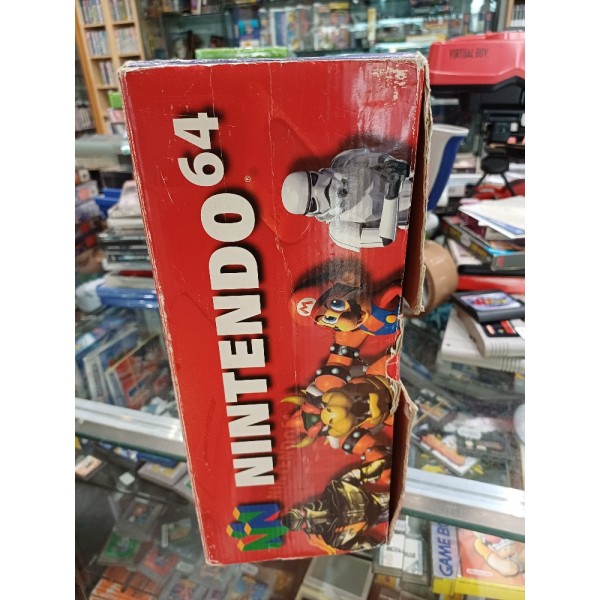 NINTENDO 64
®
VIRTUAL BOY
GAME BOY
M